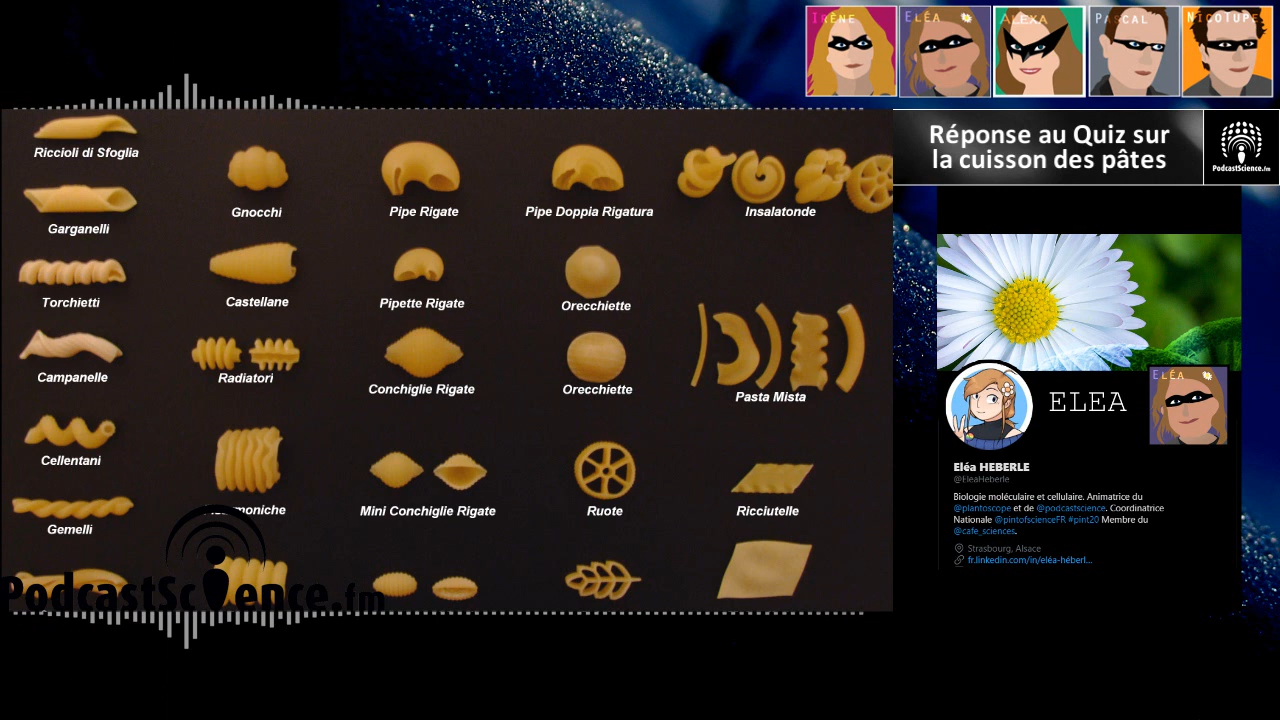 IRÈNE
ELÉA
ALEXA
PASCAL
NICOTUPE
Réponse au Quiz sur
la cuisson des pâtes
PodcastScience.fm
Riccioli di Sfoglia
Gnocchi
Pipe Rigate
Pipe Doppia Rigatura
Insalatonde
Garganelli
Torchietti
Castellane
Pipette Rigate
Orecchiette
Campanelle
Radiatori
Conchiglie Rigate
Orecchiette
Pasta Mista
Cellentani
Mini Conchiglie Rigate
Ruote
Ricciutelle
Gemelli
PodcastScience.fm
ELEA
ELÉA
Eléa HEBERLE
@EleaHeberle
Biologie moléculaire et cellulaire. Animatrice du
@plantoscope et de @podcastscience. Coordinatrice
Nationale @pintofscienceFR #pint20 Membre du
@cafe_sciences.
Strasbourg, Alsace
fr.linkedin.com/in/eléa-héberl...